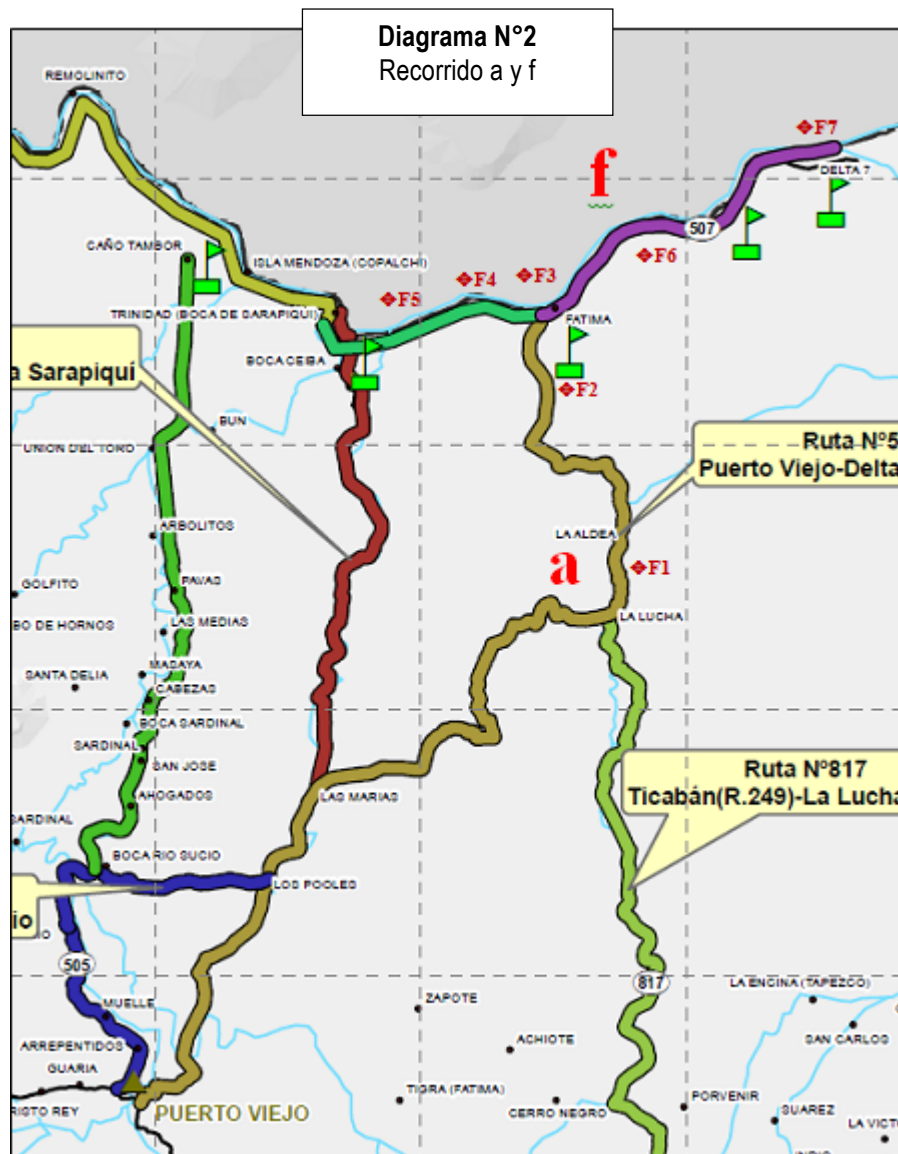 Diagrama N°2
Recorrido a y f
REMOLINITO
F7
DELTA 7
f
507
CAÑO TAMBOR
F6
ISLA MENDOZA (COPALCHI)
F3
F4
F5
TRINIDAD (BOCA DE SARAPIQUI)
FATIMA
a Sarapiquí
BOCA CEIBA
F2
BUN
UNION DEL TORO
Ruta Nº5
Puerto Viejo-Delta
ARBOLITOS
LA ALDEA
a
F1
GOLFITO
PAVAS
LA LUCHA
BO DE HORNOS
LAS MEDIAS
SANTA DELIA
MASAYA
CABEZAS
BOCA SARDINAL
SARDINAL
SAN JOSE
Ruta Nº817
Ticabán(R.249)-La Lucha
LAS MARIAS
AHOGADOS
SARDINAL
BOCA RIO SUCIO
LOS POOLES
io
IO
505
817
LA ENCINA (TAPEZCO)
MUELLE
ZAPOTE
SAN CARLOS
ARREPENTIDOS
ACHIOTE
GUARIA
TIGRA (FATIMA)
RISTO REY
PUERTO VIEJO
CERRO NEGRO
PORVENIR
SUAREZ
LA VICT